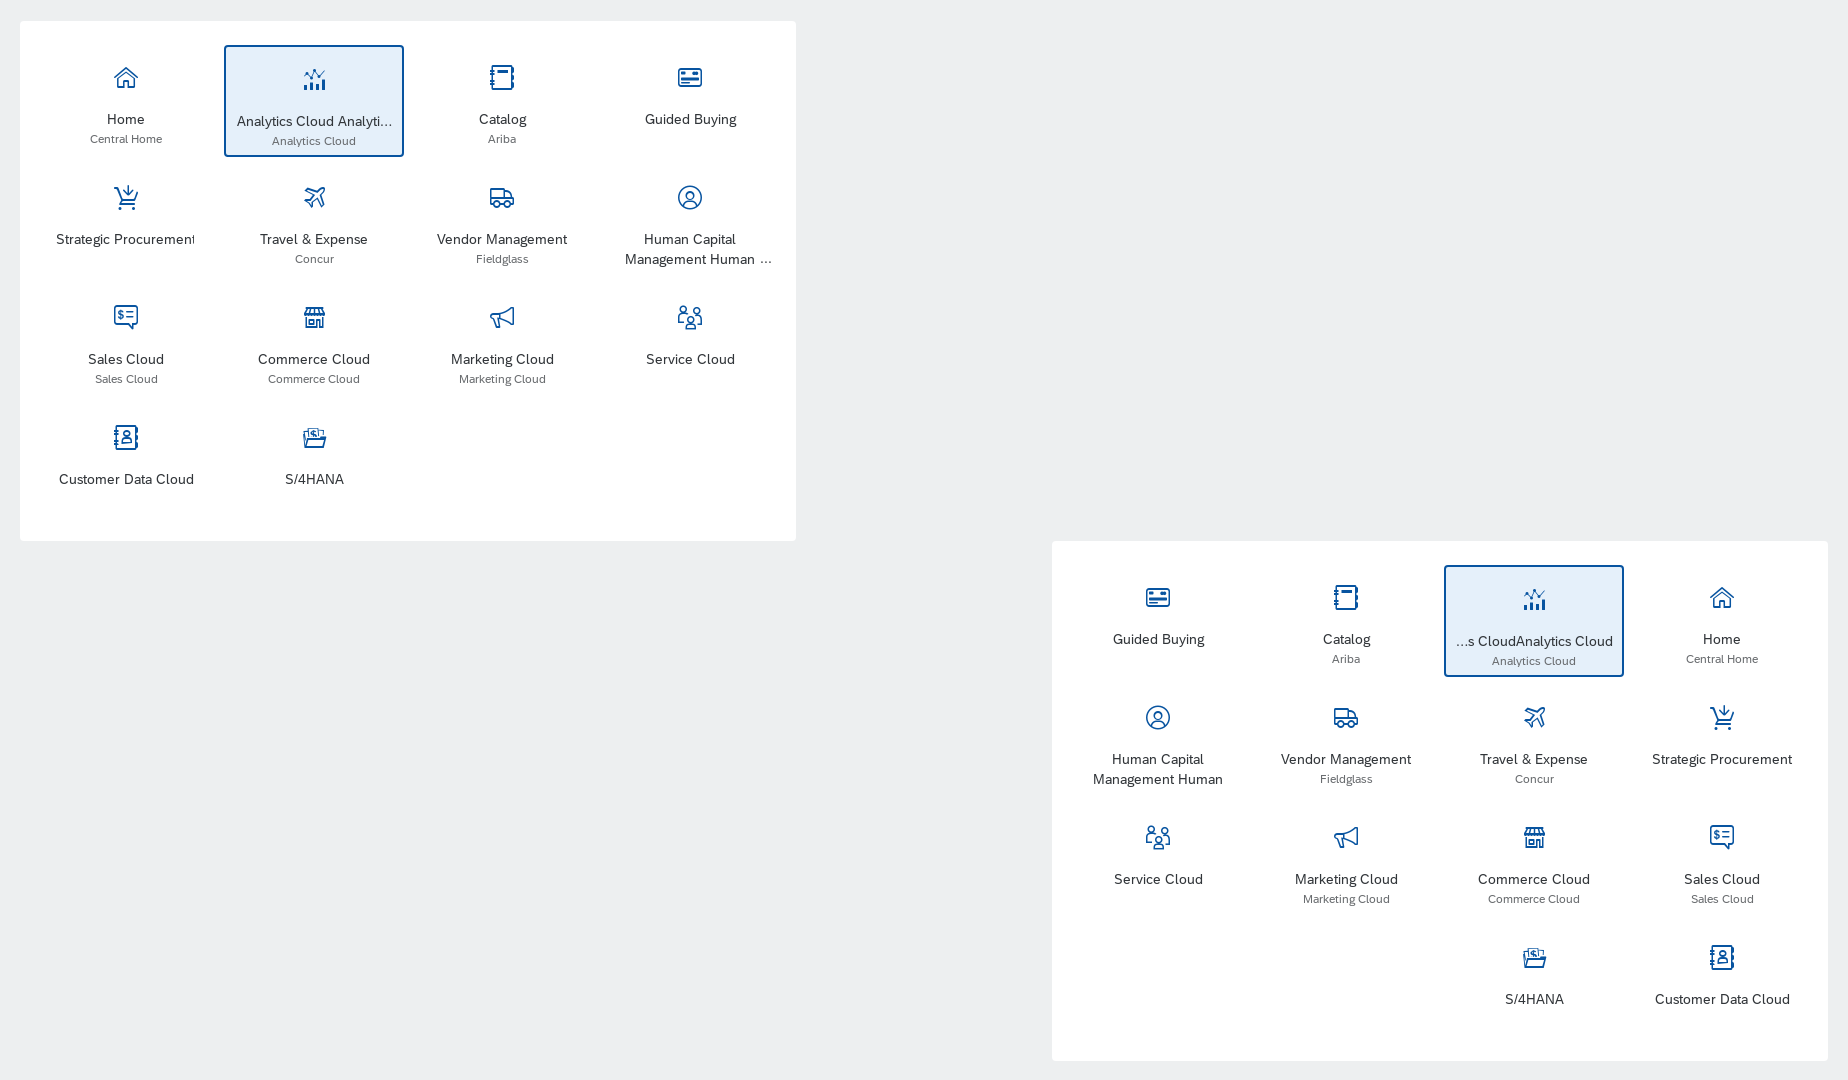 Home
Central Home
Analytics Cloud Analyti...
Analytics Cloud
Catalog
Ariba
Guided Buying
Strategic Procurement
Travel & Expense
Concur
Vendor Management
Fieldglass
Human Capital
Management Human ...
Sales Cloud
Sales Cloud
Commerce Cloud
Commerce Cloud
Marketing Cloud
Marketing Cloud
Service Cloud
Customer Data Cloud
S/4HANA
Guided Buying
Catalog
Ariba
...s CloudAnalytics Cloud
Analytics Cloud
Home
Central Home
Human Capital
Management Human
Vendor Management
Fieldglass
Travel & Expense
Concur
Strategic Procurement
Service Cloud
Marketing Cloud
Marketing Cloud
Commerce Cloud
Commerce Cloud
Sales Cloud
Sales Cloud
S/4HANA
Customer Data Cloud